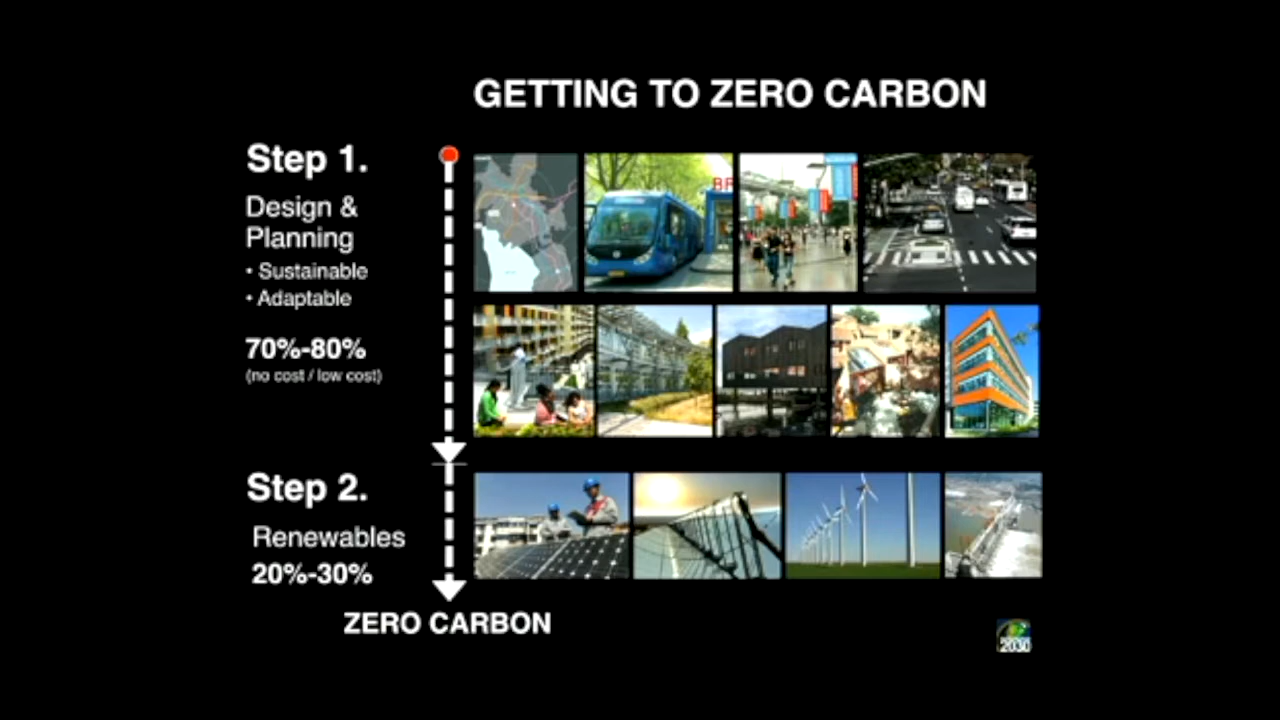 GETTING TO ZERO CARBON
Step 1.
Design &
Planning
• Sustainable
• Adaptable
70%-80%
(no cost / low cost)
BR
Step 2.
Renewables
20%-30%
ZERO CARBON
2030